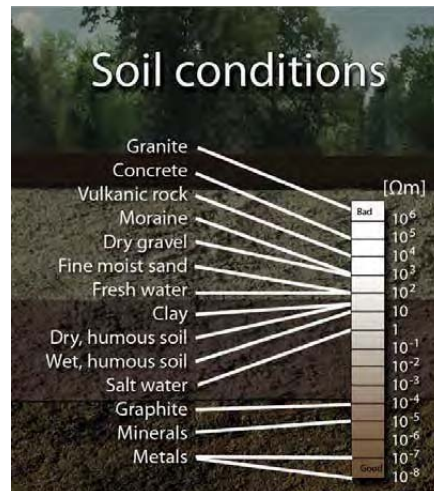 Soil conditions
Granite
Concrete
Vulkanic rock
Moraine
Dry gravel
Fine moist sand
Fresh water
Clay
Dry, humous soil
Wet, humous soil
Salt water
Graphite
Minerals
Metals
[Ωm]
Bad
10⁶
10⁵
10⁴
10³
10²
10
1
10⁻¹
10⁻²
10⁻³
10⁻⁴
10⁻⁵
10⁻⁶
10⁻⁷
Good
10⁻⁸